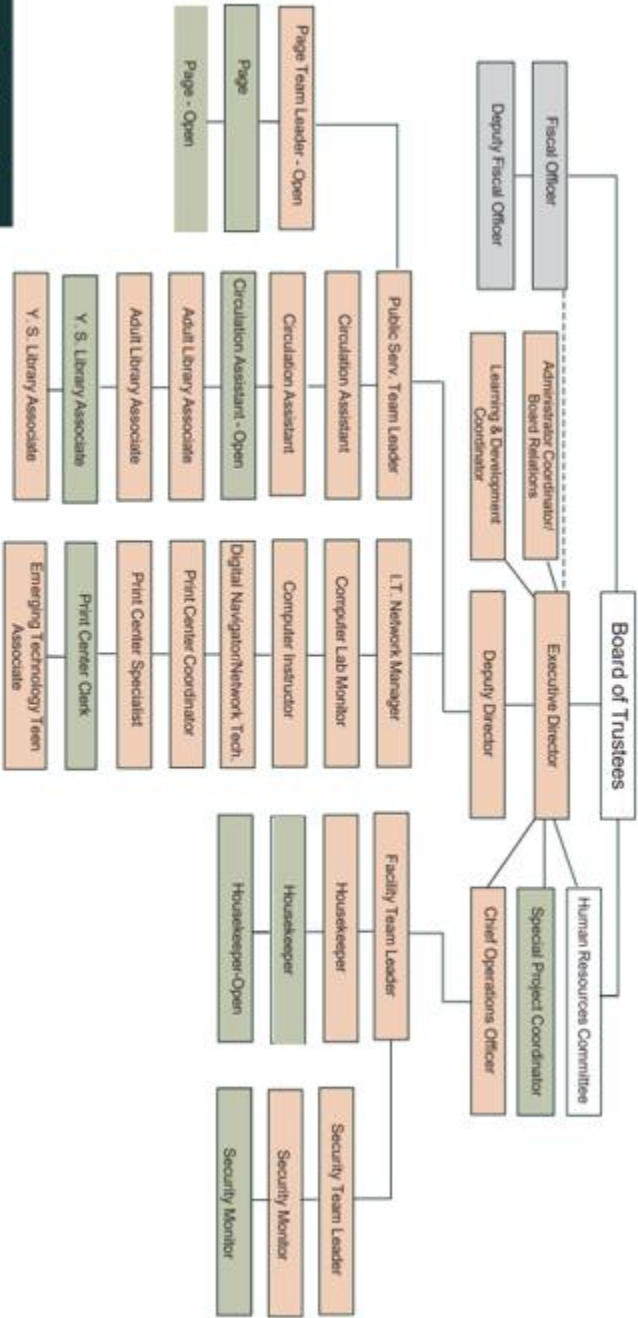 Board of Trustees
Fiscal Officer
Deputy Fiscal Officer
Administrator Coordinator/
Board Relations
Learning & Development
Coordinator
Executive Director
Deputy Director
Human Resources Committee
Special Project Coordinator
Chief Operations Officer
Page Team Leader - Open
Page
Page - Open
Public Serv. Team Leader
Circulation Assistant
Circulation Assistant
Circulation Assistant - Open
Adult Library Associate
Adult Library Associate
Y. S. Library Associate
Y. S. Library Associate
I.T. Network Manager
Computer Lab Monitor
Computer Instructor
Digital Navigator/Network Tech.
Print Center Coordinator
Print Center Specialist
Print Center Clerk
Emerging Technology Teen
Associate
Facility Team Leader
Housekeeper
Housekeeper
Housekeeper-Open
Security Team Leader
Security Monitor
Security Monitor